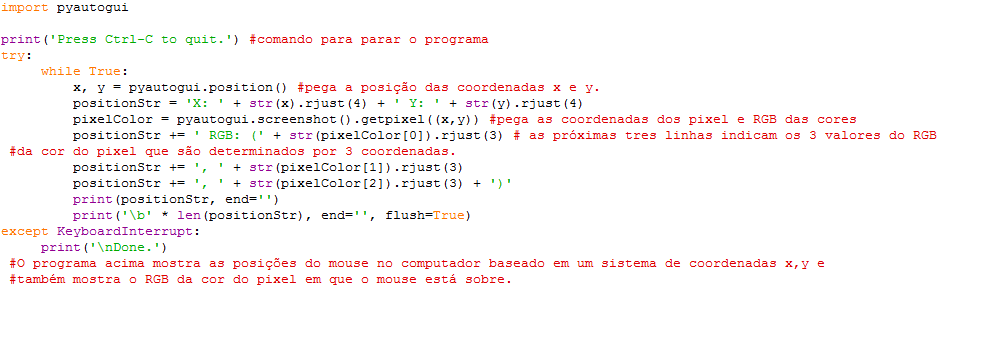 import pyautogui
print('Press Ctrl-C to quit.') #comando para parar o programa
try:
while True:
x, y = pyautogui.position() #pega a posição das coordenadas x e y.
positionStr = 'X: ' + str(x).rjust(4) + ' Y: ' + str(y).rjust(4)
pixelColor = pyautogui.screenshot().getpixel((x,y)) #pega as coordenadas dos pixel e RGB das cores
positionStr += ' RGB: (' + str(pixelColor[0]).rjust(3) # as próximas tres linhas indicam os 3 valores do RGB
#da cor do pixel que são determinados por 3 coordenadas.
positionStr += ', ' + str(pixelColor[1]).rjust(3)
positionStr += ', ' + str(pixelColor[2]).rjust(3) + ')'
print(positionStr, end='')
print('\b' * len(positionStr), end='', flush=True)
except KeyboardInterrupt:
print('\nDone.')
#O programa acima mostra as posições do mouse no computador baseado em um sistema de coordenadas x,y e
#também mostra o RGB da cor do pixel em que o mouse está sobre.